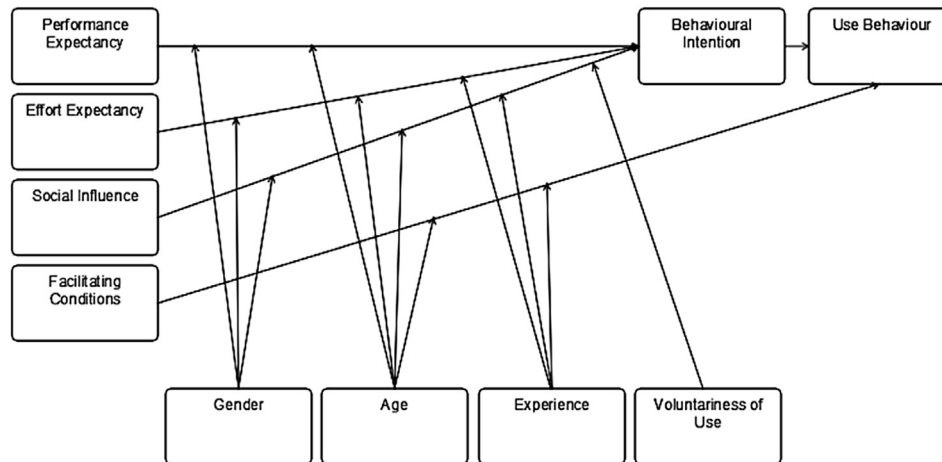 Performance
Expectancy
Behavioural
Intention
Use Behaviour
Effort Expectancy
Social Influence
Facilitating
Conditions
Gender
Age
Experience
Voluntariness of
Use